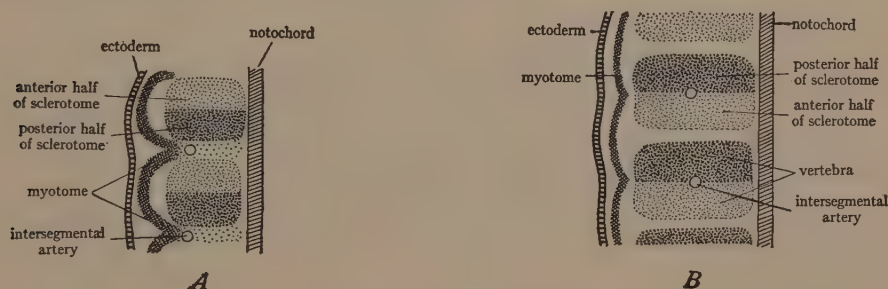 ectoderm
notochord
anterior half
of sclerotome
posterior half
of sclerotome
myotome
intersegmental
artery
A
ectoderm
notochord
myotome
posterior half
of sclerotome
anterior half
of sclerotome
vertebra
intersegmental
artery
B